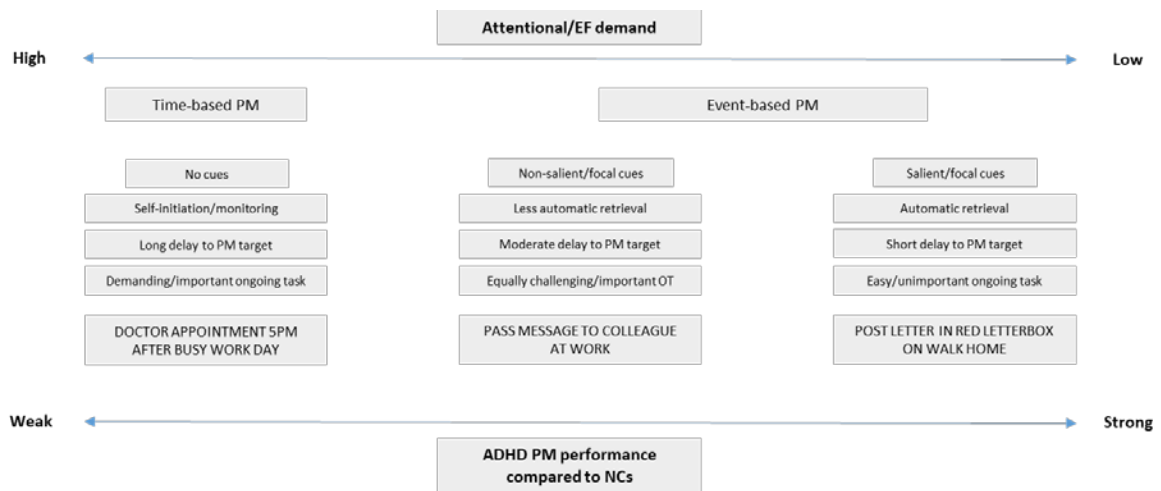 Attentional/EF demand
High
Low
Time-based PM
Event-based PM
No cues
Non-salient/focal cues
Salient/focal cues
Self-initiation/monitoring
Less automatic retrieval
Automatic retrieval
Long delay to PM target
Moderate delay to PM target
Short delay to PM target
Demanding/important ongoing task
Equally challenging/important OT
Easy/unimportant ongoing task
DOCTOR APPOINTMENT 5PM
AFTER BUSY WORK DAY
PASS MESSAGE TO COLLEAGUE
AT WORK
POST LETTER IN RED LETTERBOX
ON WALK HOME
Weak
Strong
ADHD PM performance
compared to NCs